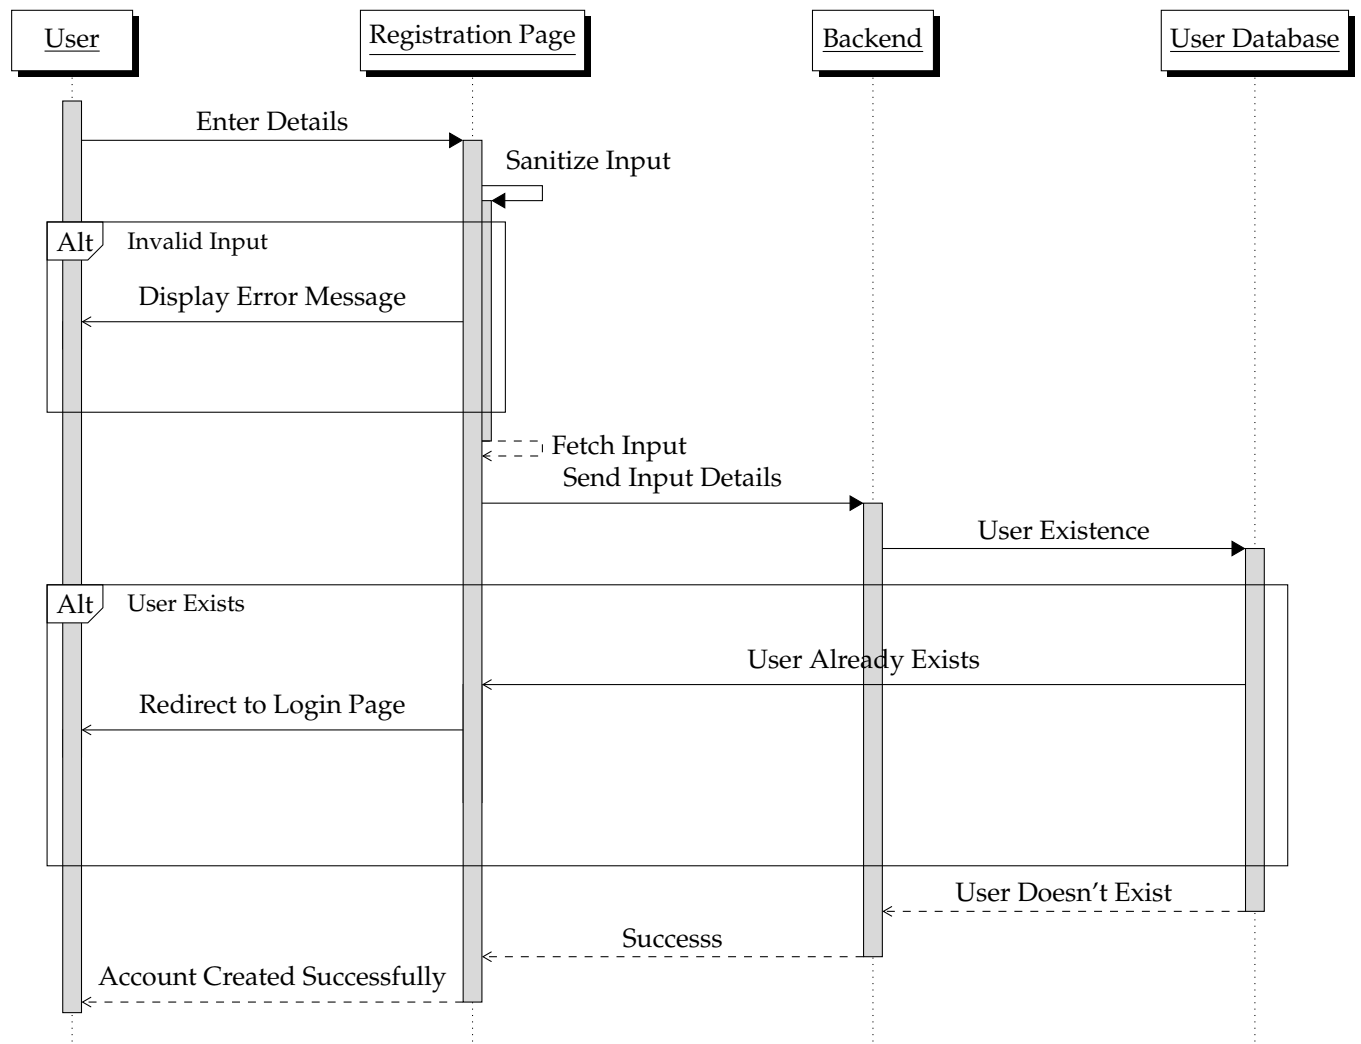 User
Registration Page
Backend
User Database
Enter Details
Sanitize Input
Alt
Invalid Input
Display Error Message
Fetch Input
Send Input Details
User Existence
Alt
User Exists
User Already Exists
Redirect to Login Page
User Doesn't Exist
Successs
Account Created Successfully